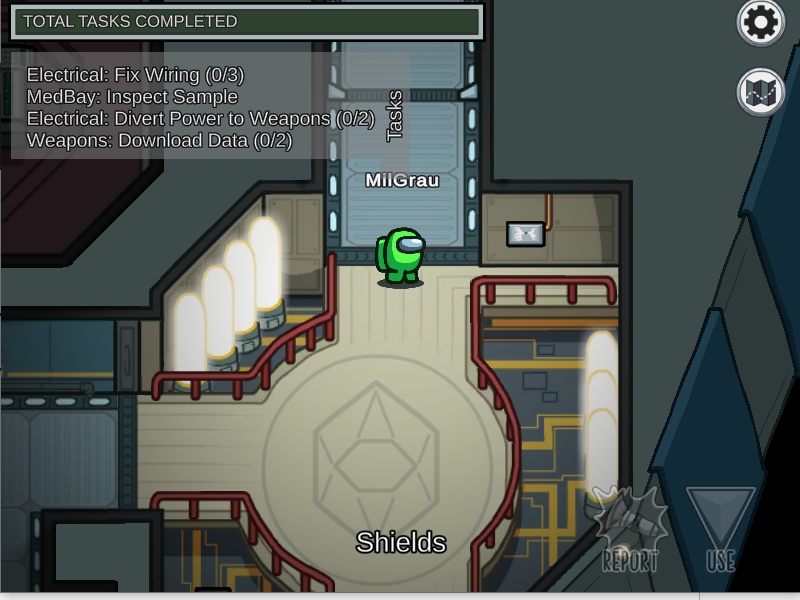 TOTAL TASKS COMPLETED
Electrical: Fix Wiring (0/3)
MedBay: Inspect Sample
Electrical: Divert Power to Weapons (0/2)
Weapons: Download Data (0/2)
Tasks
MilGrau
Shields
REPORT
USE